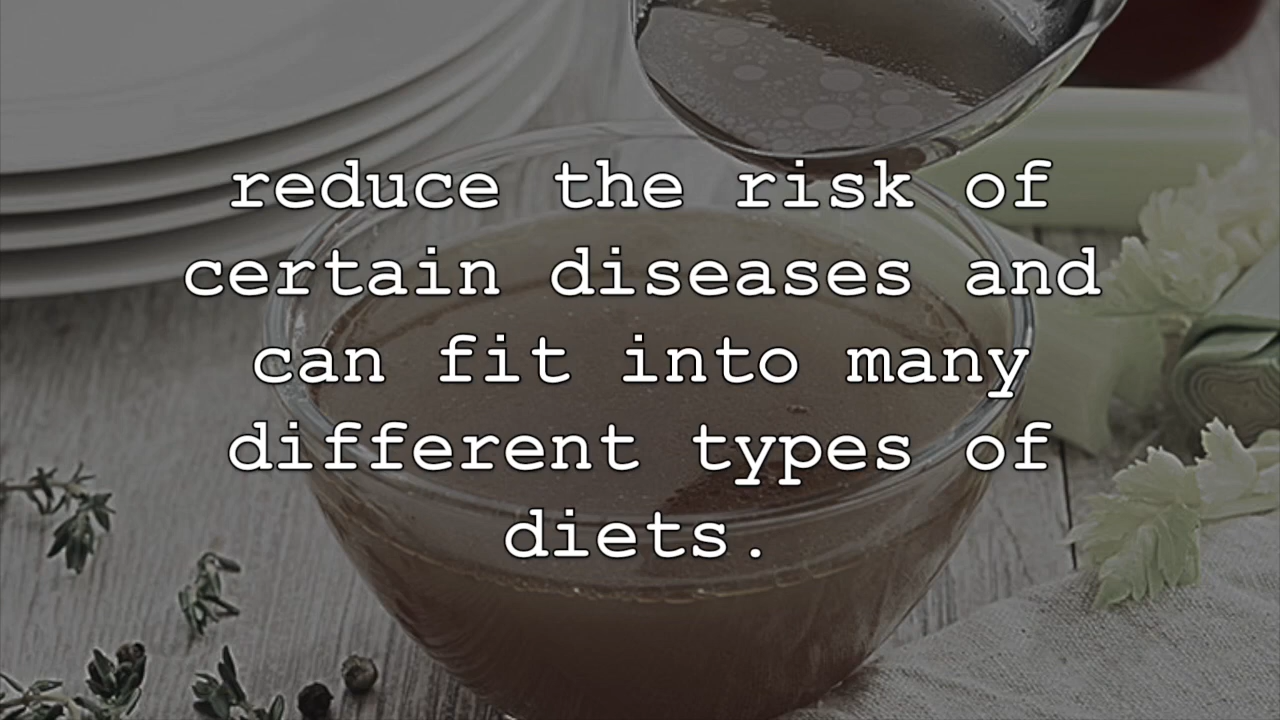 reduce the risk of
certain diseases and
can fit into many
different types of
diets.